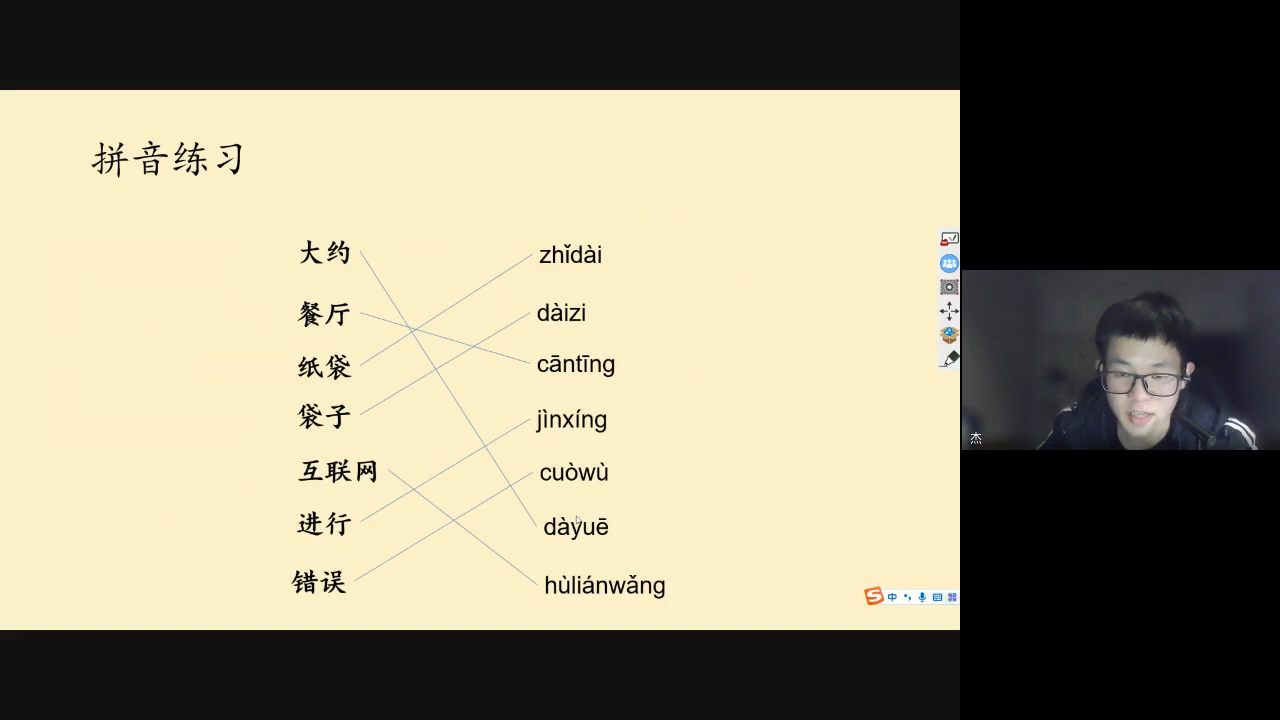 拼音练习
大约 zhǐdài
餐厅 dàizi
纸袋 cāntīng
袋子 jìnxíng
互联网 cuòwù
进行 dàyuē
错误 hùliánwǎng
杰
S 中